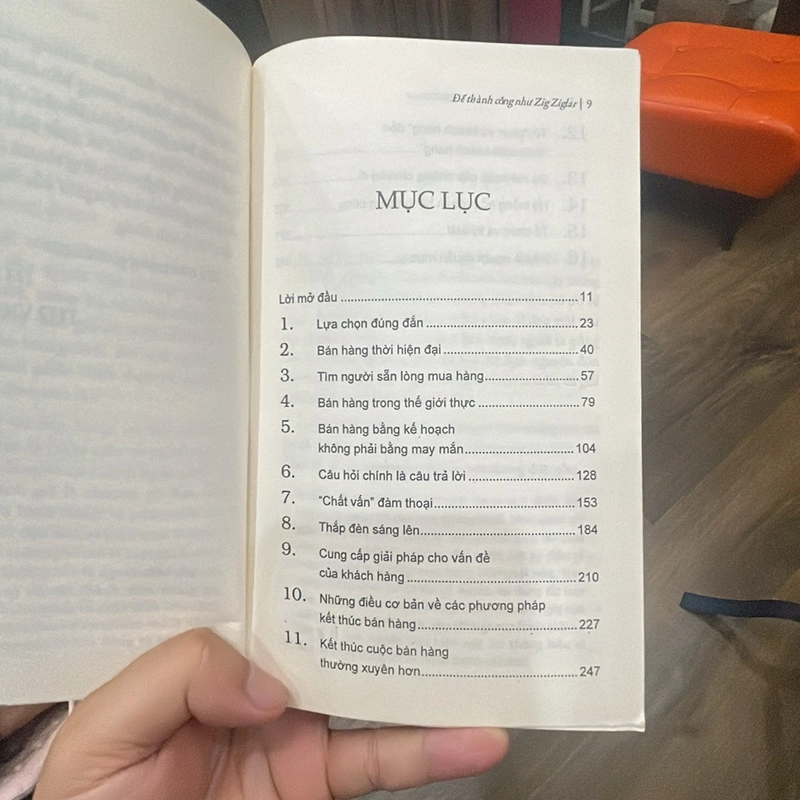 Để thành công như Zig Ziglar | 9
MỤC LỤC
Lời mở đầu ........................................................................ 11
1. Lựa chọn đúng đắn .............................................. 23
2. Bán hàng thời hiện đại ......................................... 40
3. Tìm người sẵn lòng mua hàng............................ 57
4. Bán hàng trong thế giới thực ............................... 79
5. Bán hàng bằng kế hoạch
không phải bằng may mắn................................. 104
6. Câu hỏi chính là câu trả lời ................................ 128
7. "Chất vấn" đàm thoại........................................... 153
8. Thắp đèn sáng lên............................................... 184
9. Cung cấp giải pháp cho vấn đề
của khách hàng ................................................... 210
10. Những điều cơ bản về các phương pháp
kết thúc bán hàng................................................ 227
11. Kết thúc cuộc bán hàng
thường xuyên hơn............................................... 247